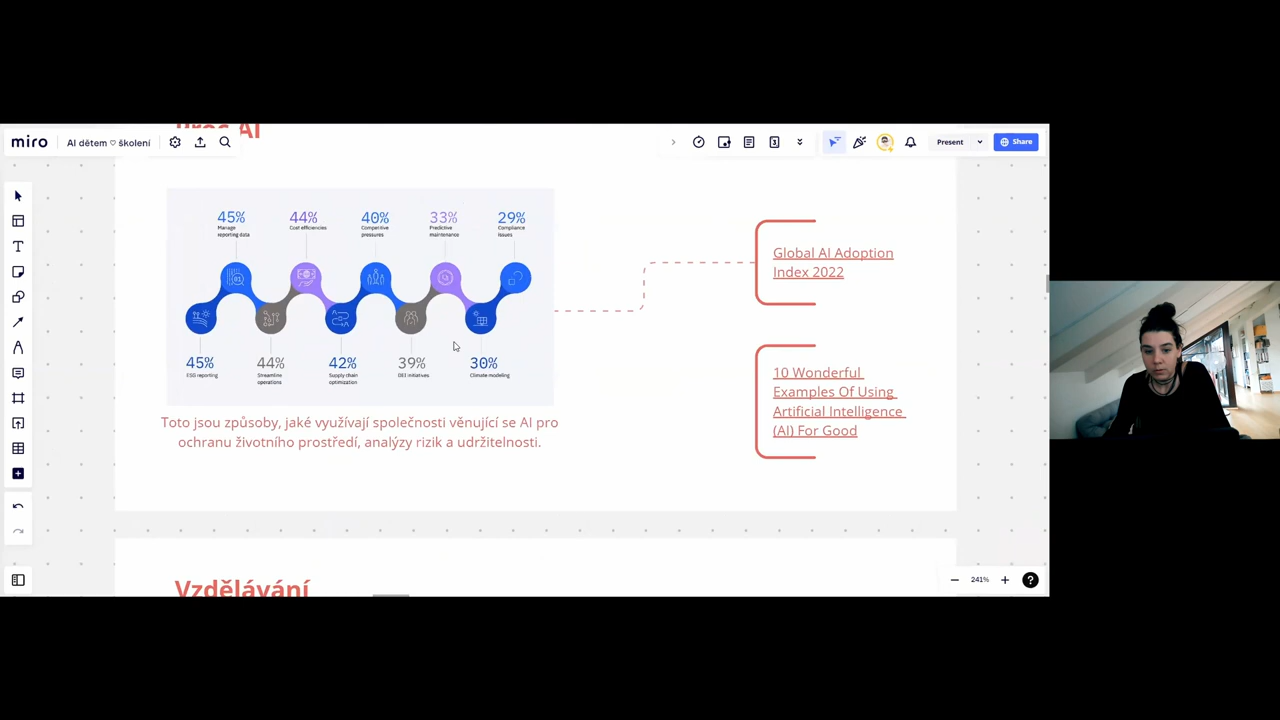 Proč AI
miro
AI dětem ♡ školení
Present
Share
45%
44%
40%
33%
29%
Manage
reporting data
Cost efficiencies
Competitive
pressures
Predictive
maintenance
Compliance
issues
45%
44%
42%
39%
30%
ESG reporting
Streamline
operations
Supply chain
optimization
DEI initiatives
Climate modeling
Toto jsou způsoby, jaké využívají společnosti věnující se AI pro
ochranu životního prostředí, analýzy rizik a udržitelnosti.
Global AI Adoption
Index 2022
10 Wonderful
Examples Of Using
Artificial Intelligence
(AI) For Good
Vzdělávání
241%